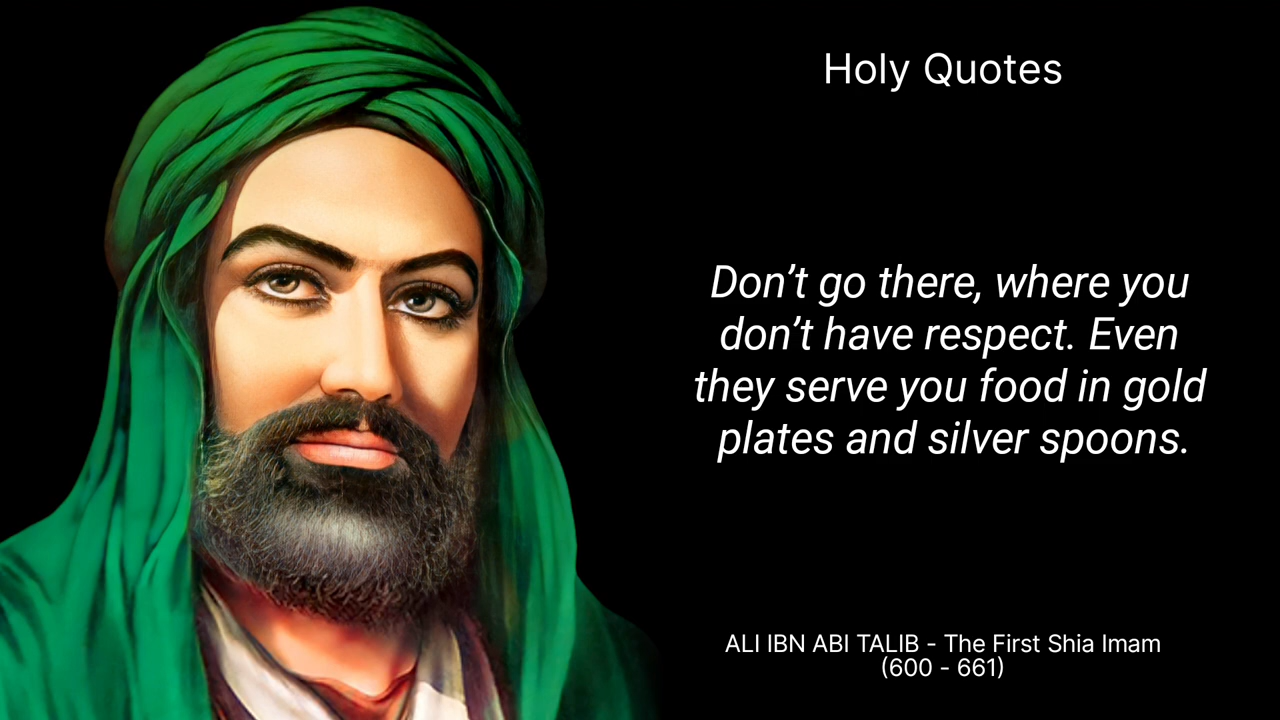 Holy Quotes
Don’t go there, where you
don’t have respect. Even
they serve you food in gold
plates and silver spoons.
ALI IBN ABI TALIB - The First Shia Imam
(600 - 661)